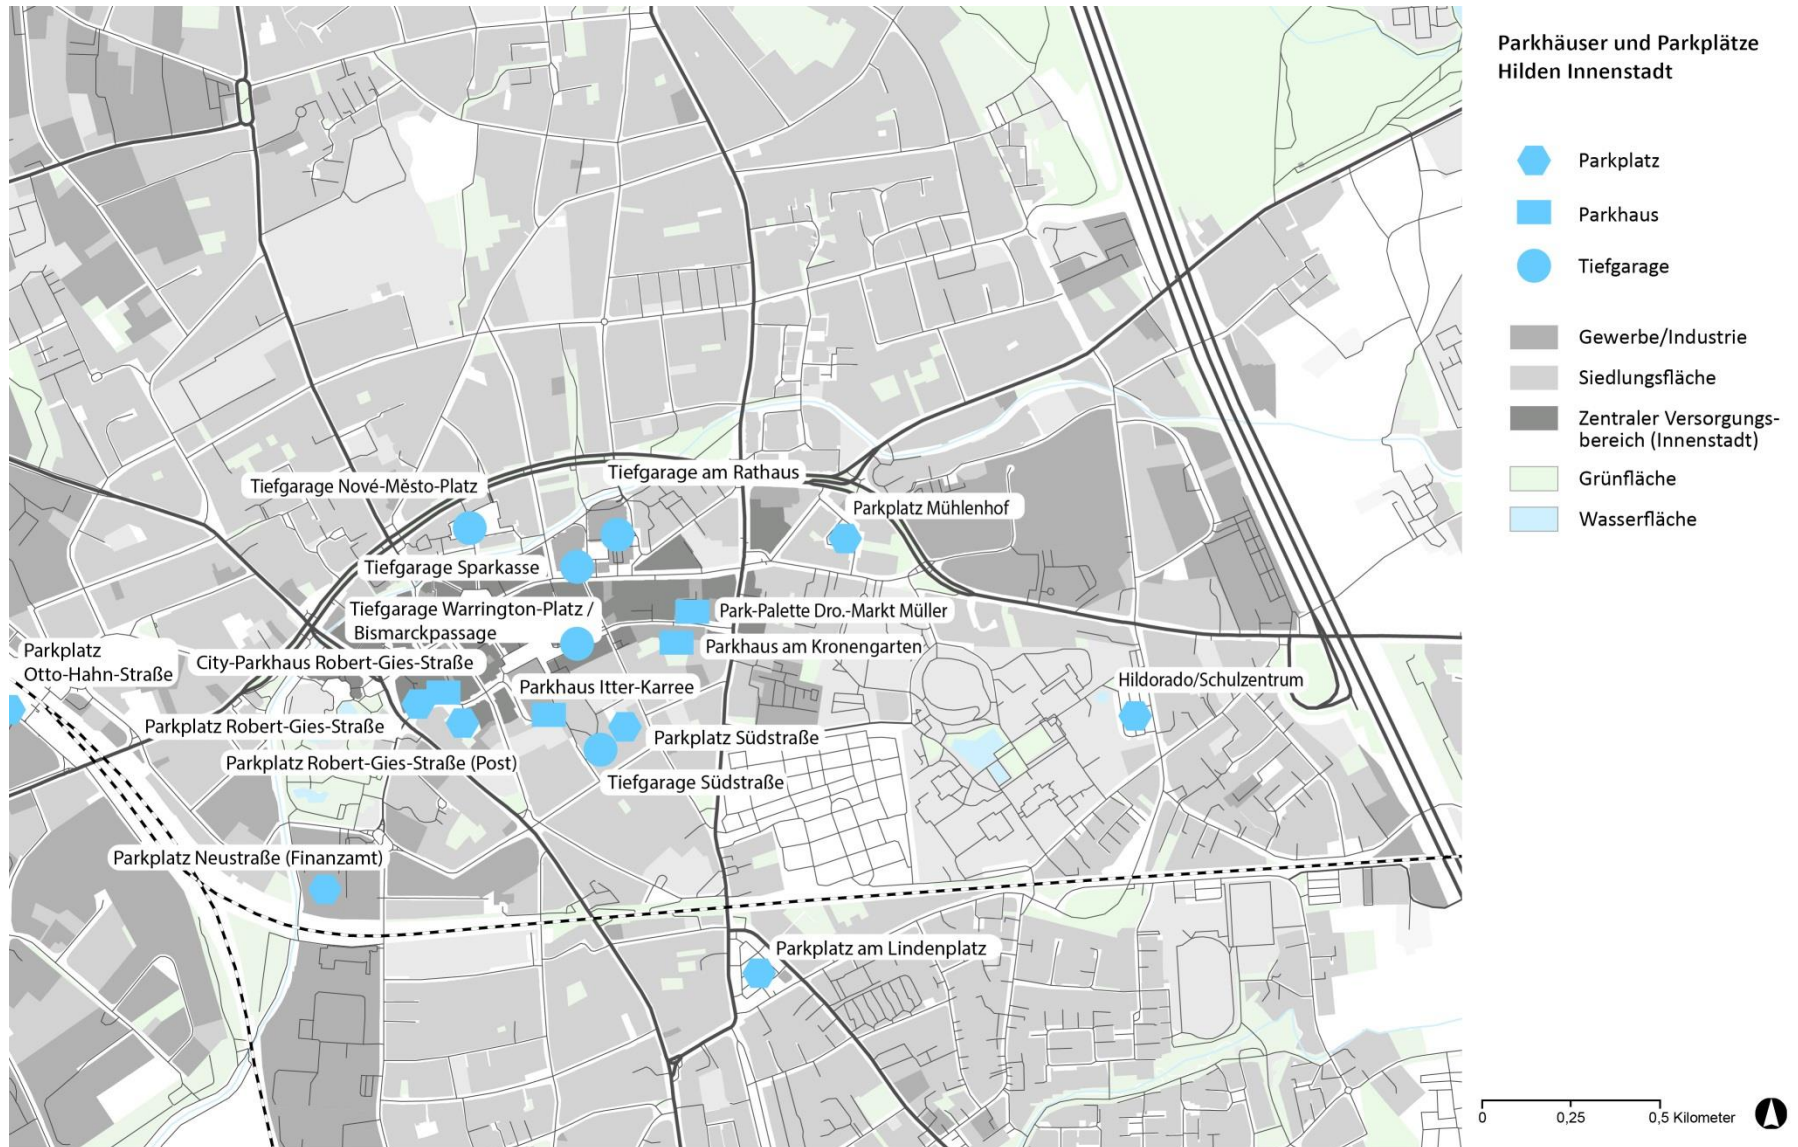 Parkhäuser und Parkplätze
Hilden Innenstadt
Parkplatz
Parkhaus
Tiefgarage
Gewerbe/Industrie
Siedlungsfläche
Zentraler Versorgungs-
bereich (Innenstadt)
Grünfläche
Wasserfläche
Tiefgarage am Rathaus
Tiefgarage Nové-Město-Platz
Parkplatz Mühlenhof
Tiefgarage Sparkasse
Tiefgarage Warrington-Platz /
Bismarckpassage
Park-Palette Dro.-Markt Müller
Parkhaus am Kronengarten
Parkplatz
Otto-Hahn-Straße
City-Parkhaus Robert-Gies-Straße
Parkhaus Itter-Karree
Hildorado/Schulzentrum
Parkplatz Robert-Gies-Straße
Parkplatz Südstraße
Parkplatz Robert-Gies-Straße (Post)
Tiefgarage Südstraße
Parkplatz Neustraße (Finanzamt)
Parkplatz am Lindenplatz
0 0,25 0,5 Kilometer